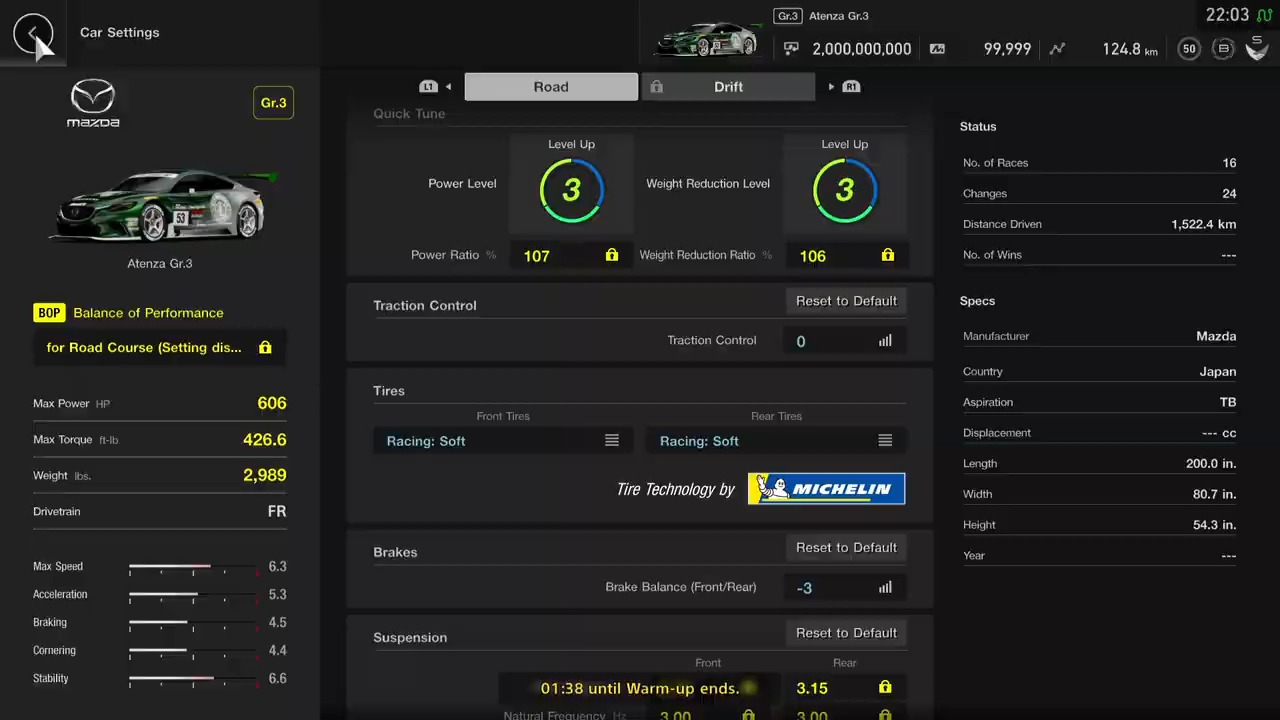 Car Settings
Gr.3 Atenza Gr.3
2,000,000,000 99,999 124.8 km
22:03
50 B S
mazda
Gr.3
53
Atenza Gr.3
BOP Balance of Performance
for Road Course (Setting dis...
Max Power HP 606
Max Torque ft-lb 426.6
Weight lbs. 2,989
Drivetrain FR
Max Speed 6.3
Acceleration 5.3
Braking 4.5
Cornering 4.4
Stability 6.6
L1 Road Drift R1
Quick Tune
Level Up Level Up
Power Level 3 Weight Reduction Level 3
Power Ratio % 107 Weight Reduction Ratio % 106
Traction Control Reset to Default
Traction Control 0
Tires
Front Tires Rear Tires
Racing: Soft Racing: Soft
Tire Technology by MICHELIN
Brakes Reset to Default
Brake Balance (Front/Rear) -3
Suspension Reset to Default
Front Rear
01:38 until Warm-up ends. 3.15
Natural Frequency Hz 3.00 3.00
Status
No. of Races 16
Changes 24
Distance Driven 1,522.4 km
No. of Wins ---
Specs
Manufacturer Mazda
Country Japan
Aspiration TB
Displacement --- cc
Length 200.0 in.
Width 80.7 in.
Height 54.3 in.
Year ---